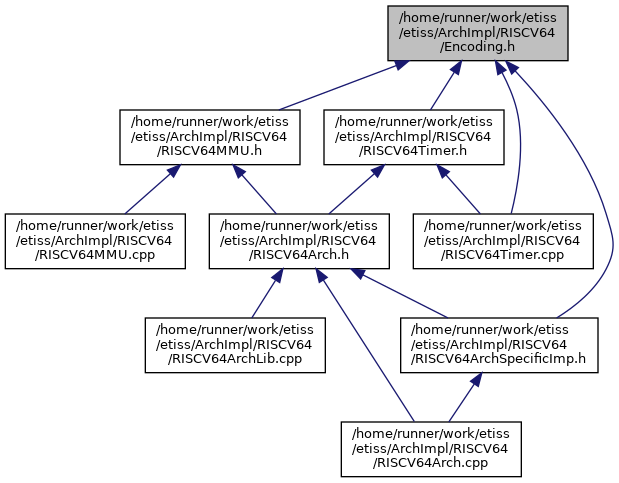 /home/runner/work/etiss
/etiss/ArchImpl/RISCV64
/Encoding.h
/home/runner/work/etiss
/etiss/ArchImpl/RISCV64
/RISCV64MMU.h
/home/runner/work/etiss
/etiss/ArchImpl/RISCV64
/RISCV64Timer.h
/home/runner/work/etiss
/etiss/ArchImpl/RISCV64
/RISCV64MMU.cpp
/home/runner/work/etiss
/etiss/ArchImpl/RISCV64
/RISCV64Arch.h
/home/runner/work/etiss
/etiss/ArchImpl/RISCV64
/RISCV64Timer.cpp
/home/runner/work/etiss
/etiss/ArchImpl/RISCV64
/RISCV64ArchLib.cpp
/home/runner/work/etiss
/etiss/ArchImpl/RISCV64
/RISCV64ArchSpecificImp.h
/home/runner/work/etiss
/etiss/ArchImpl/RISCV64
/RISCV64Arch.cpp